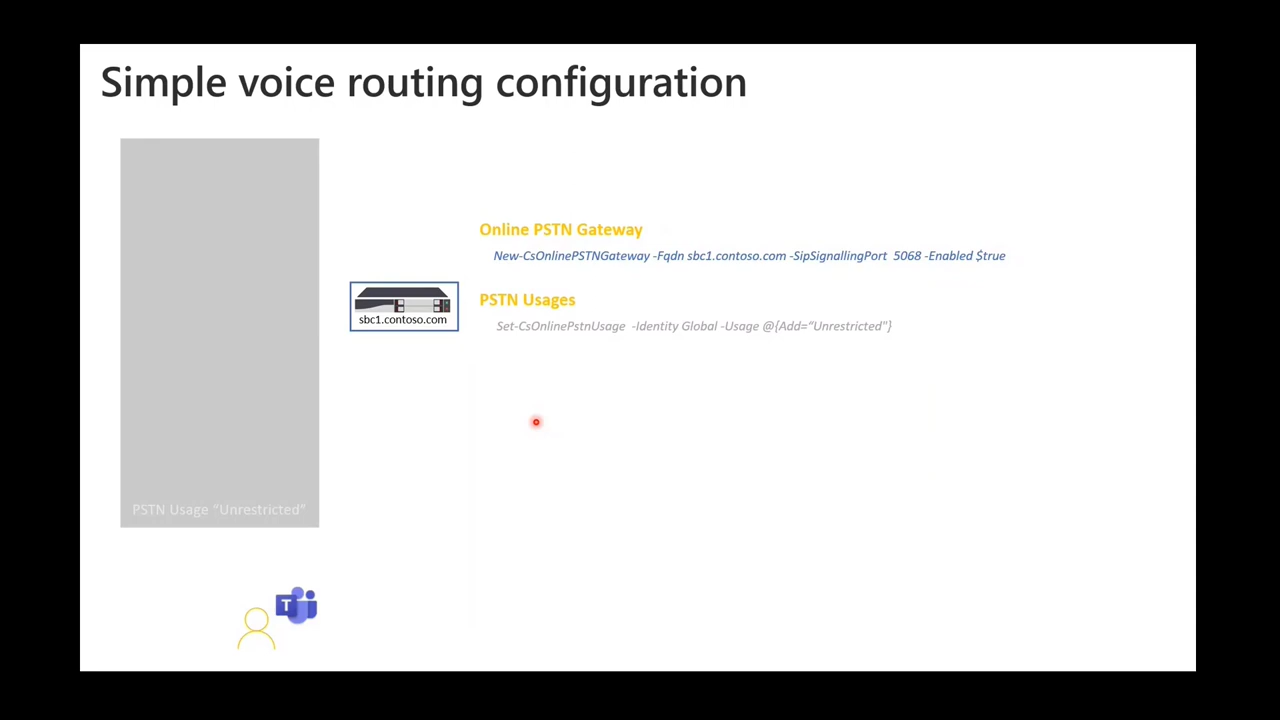 Simple voice routing configuration
Online PSTN Gateway
New-CsOnlinePSTNGateway -Fqdn sbc1.contoso.com -SipSignallingPort  5068 -Enabled $true
PSTN Usages
sbc1.contoso.com
Set-CsOnlinePstnUsage  -Identity Global -Usage @{Add=“Unrestricted"}
PSTN Usage “Unrestricted”
T